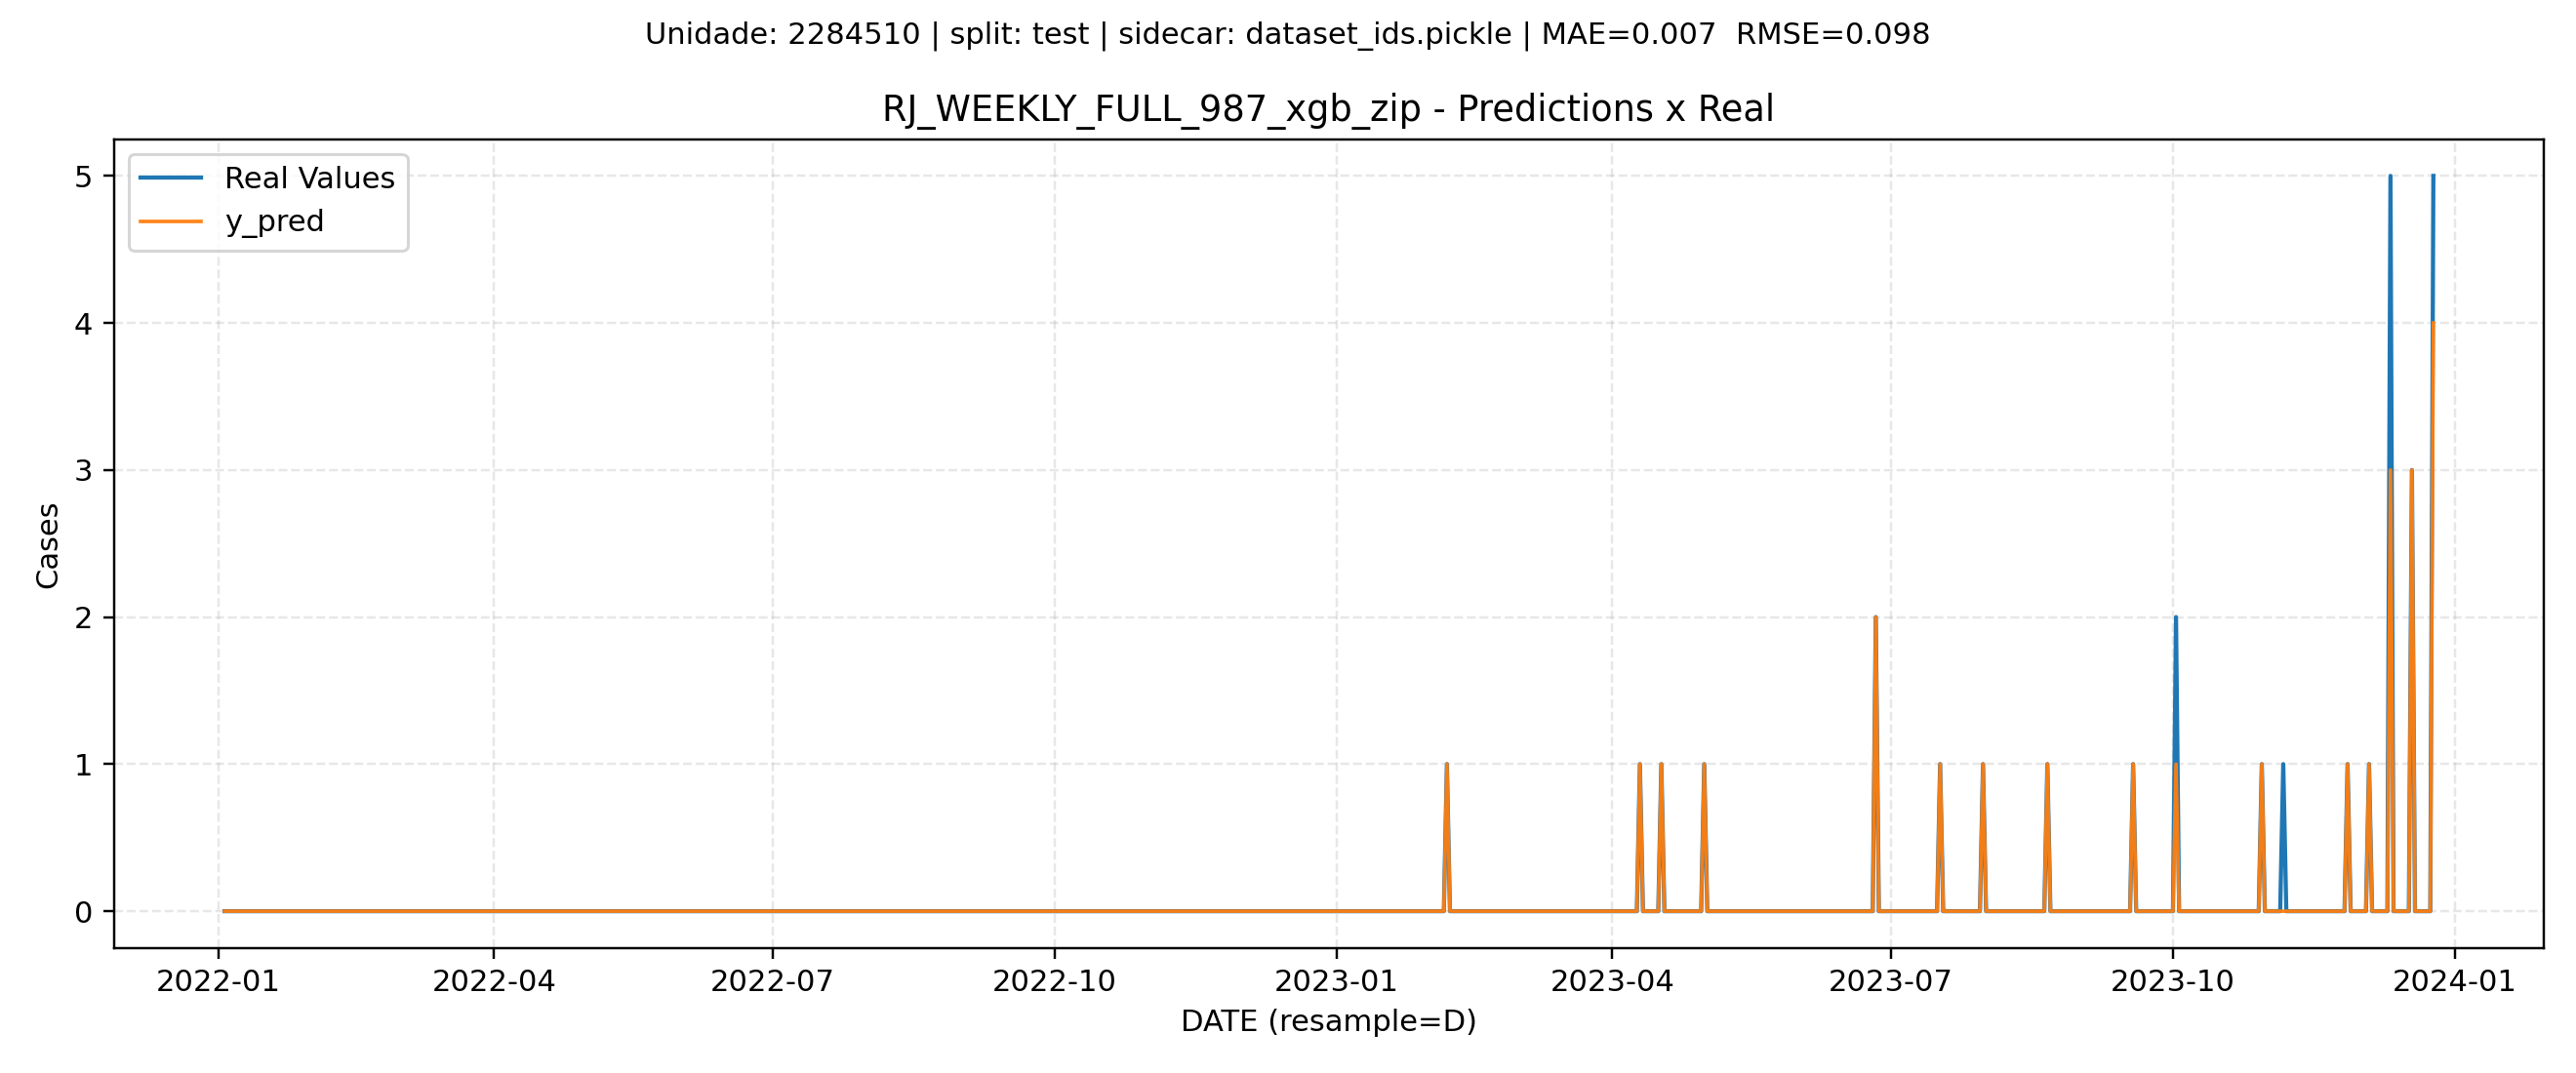 Unidade: 2284510 | split: test | sidecar: dataset_ids.pickle | MAE=0.007  RMSE=0.098
RJ_WEEKLY_FULL_987_xgb_zip - Predictions x Real
Real Values
y_pred
5
4
3
2
1
0
Cases
2022-01 2022-04 2022-07 2022-10 2023-01 2023-04 2023-07 2023-10 2024-01
DATE (resample=D)